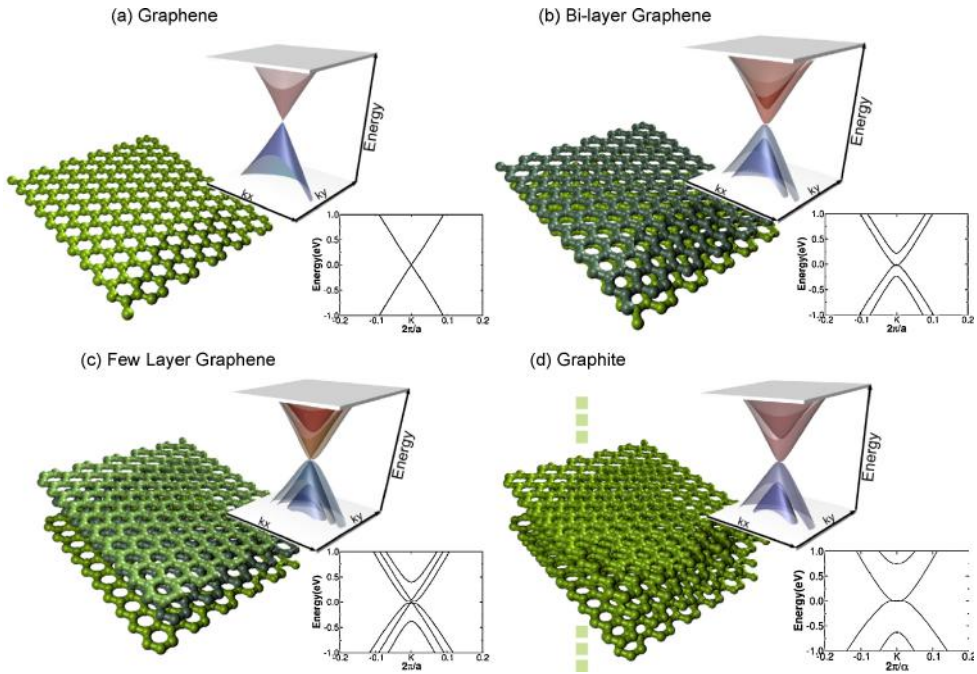 (a) Graphene
(b) Bi-layer Graphene
Energy
kx
ky
Energy
kx
ky
1.0
0.5
0.0
-0.5
-1.0
Energy(eV)
-0.2 -0.1 K 0.1 0.2
2π/a
1.0
0.5
0.0
-0.5
-1.0
Energy(eV)
-0.2 -0.1 K 0.1 0.2
2π/a
(c) Few Layer Graphene
(d) Graphite
Energy
kx
ky
Energy
kx
ky
1.0
0.5
0.0
-0.5
-1.0
Energy(eV)
-0.2 -0.1 K 0.1 0.2
2π/a
1.0
0.5
0.0
-0.5
-1.0
Energy(eV)
-0.2 -0.1 K 0.1 0.2
2π/α